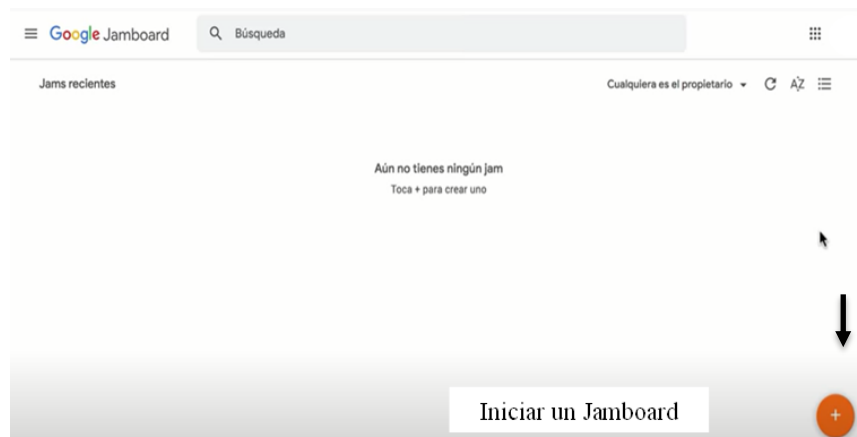 Google Jamboard
Búsqueda
Jams recientes
Cualquiera es el propietario
AZ
Aún no tienes ningún jam
Toca + para crear uno
Iniciar un Jamboard
+